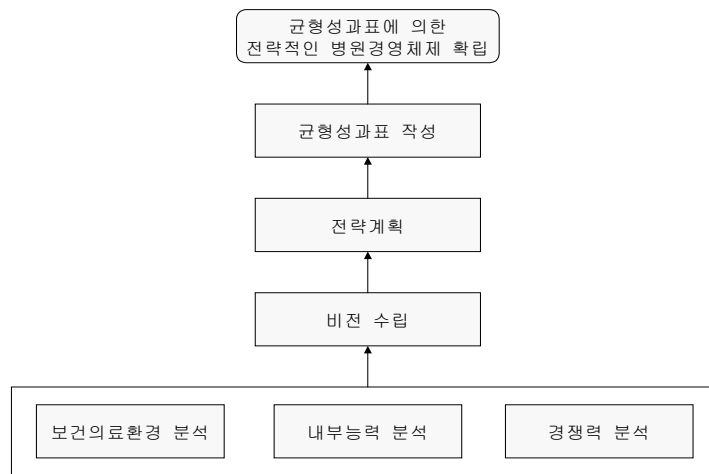 균형성과표에 의한
전략적인 병원경영체제 확립
균형성과표 작성
전략계획
비전 수립
보건의료환경 분석
내부능력 분석
경쟁력 분석